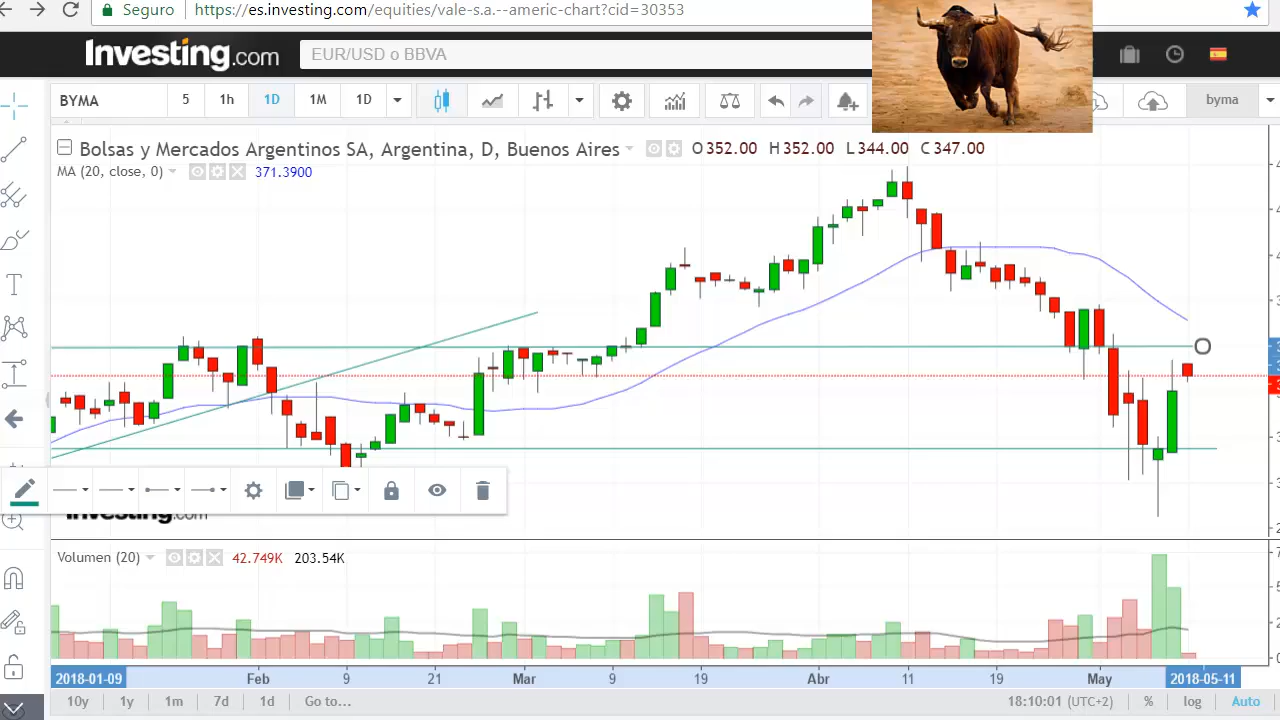 Seguro https://es.investing.com/equities/vale-s.a.--americ-chart?cid=30353
Investing.com EUR/USD o BBVA
BYMA 5 1h 1D 1M 1D byma
Bolsas y Mercados Argentinos SA, Argentina, D, Buenos Aires O352.00 H352.00 L344.00 C347.00
MA (20, close, 0) 371.3900
Investing.com
Volumen (20) 42.749K 203.54K
2018-01-09 Feb 9 21 Mar 9 19 Abr 11 19 May 2018-05-11
10y 1y 1m 7d 1d Go to... 18:10:01 (UTC+2) % log Auto